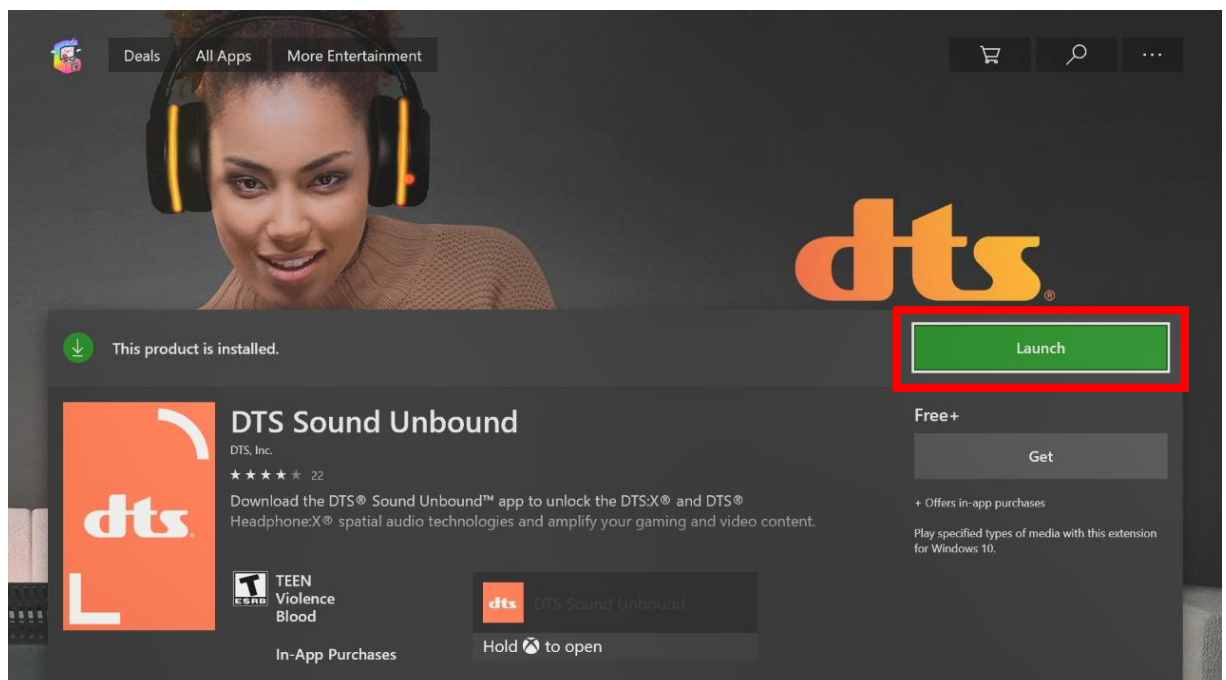 Deals All Apps More Entertainment ...
dts®
This product is installed.
Launch
DTS Sound Unbound
DTS, Inc.
★★★★★ 22
Download the DTS® Sound Unbound™ app to unlock the DTS:X® and DTS®
Headphone:X® spatial audio technologies and amplify your gaming and video content.
dts.
TEEN
Violence
Blood
In-App Purchases
T
ESRB
dts DTS Sound Unbound
Hold to open
Free+
Get
+ Offers in-app purchases
Play specified types of media with this extension
for Windows 10.